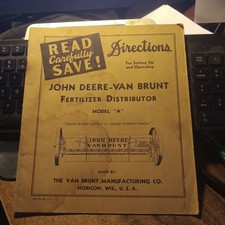 READ
Carefully
SAVE!
Directions
For Setting Up
and Operating
JOHN DEERE-VAN BRUNT
FERTILIZER DISTRIBUTOR
MODEL "A"
JOHN DEERE
VAN BRUNT
MADE BY
THE VAN BRUNT MANUFACTURING CO.
HORICON, WIS., U. S. A.